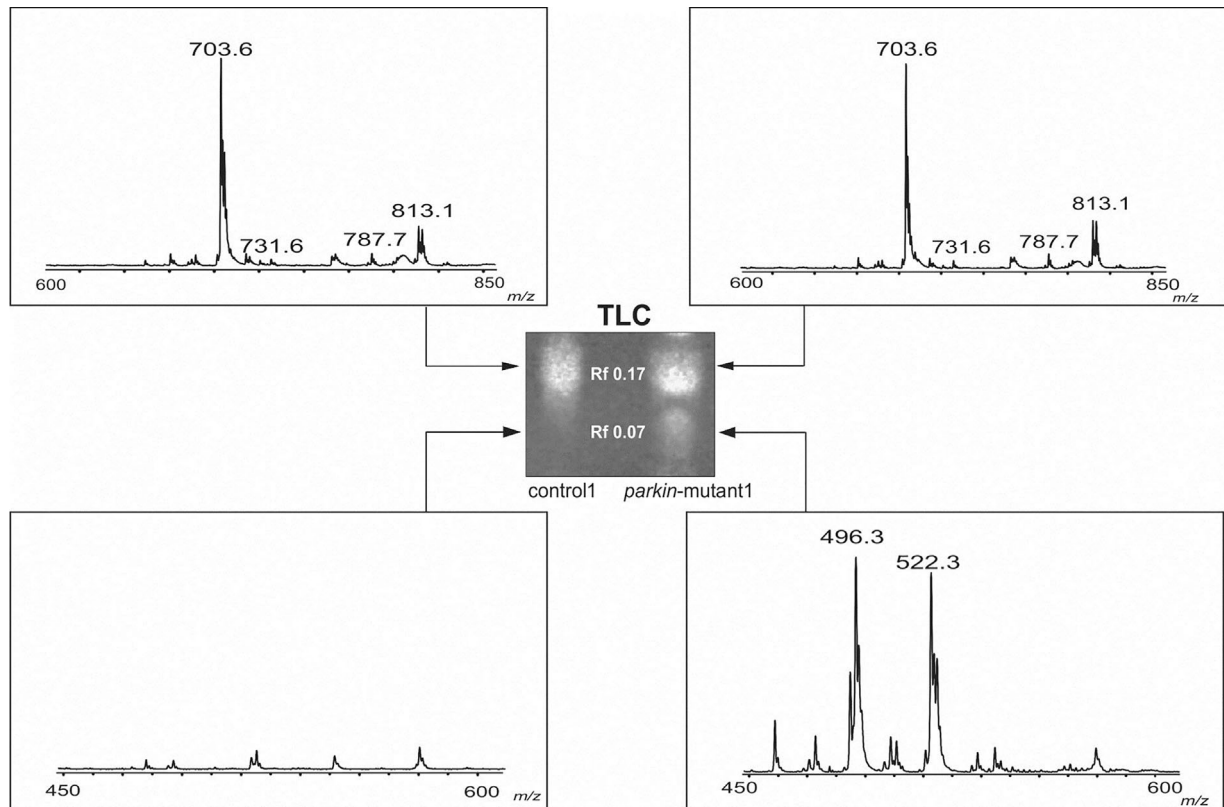 703.6
731.6
787.7
813.1
600
850
m/z
703.6
731.6
787.7
813.1
600
850
m/z
TLC
Rf 0.17
Rf 0.07
control1
parkin-mutant1
450
600
m/z
496.3
522.3
450
600
m/z